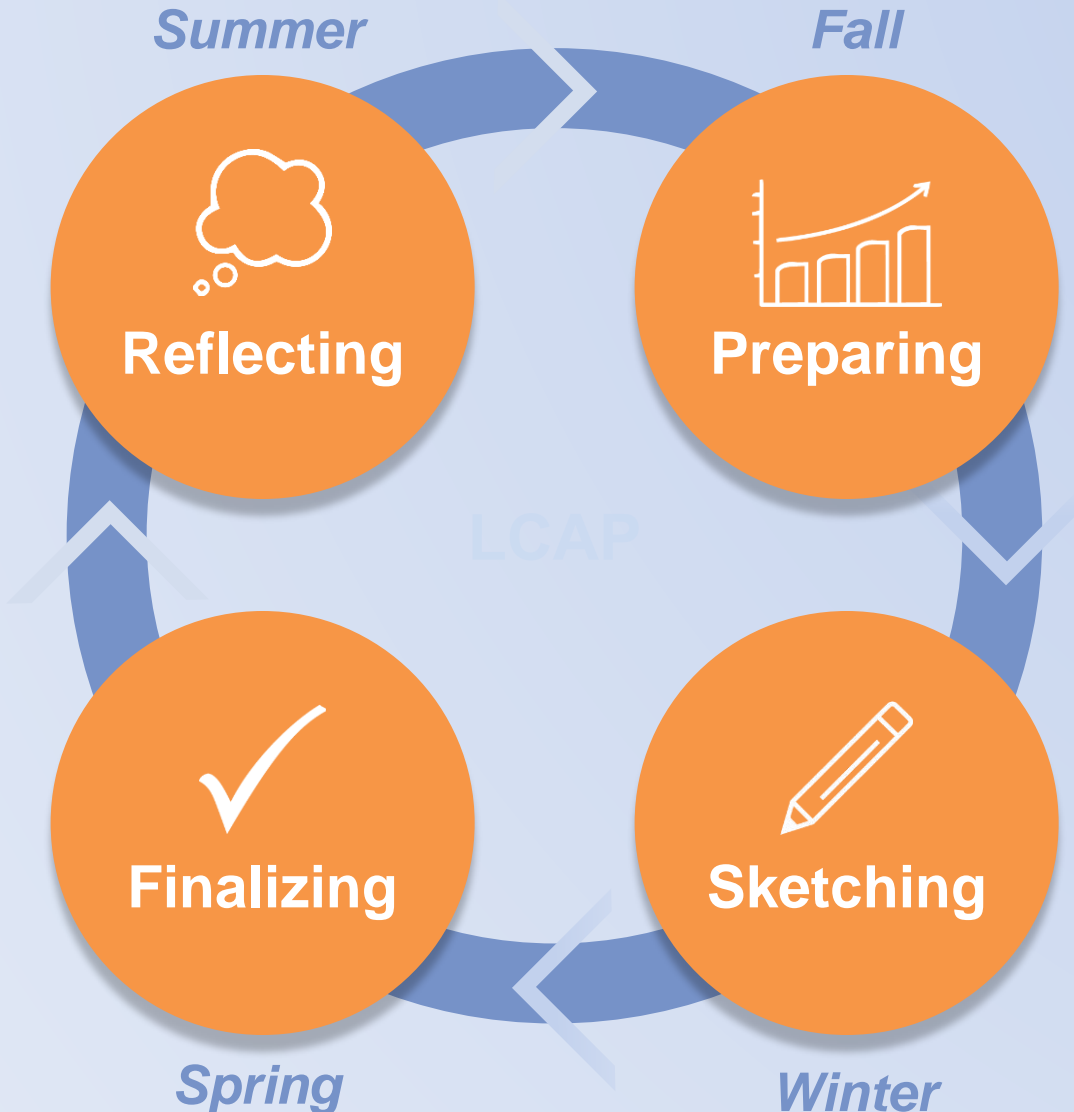 Summer
Fall
Reflecting
Preparing
LCAP
Finalizing
Sketching
Spring
Winter